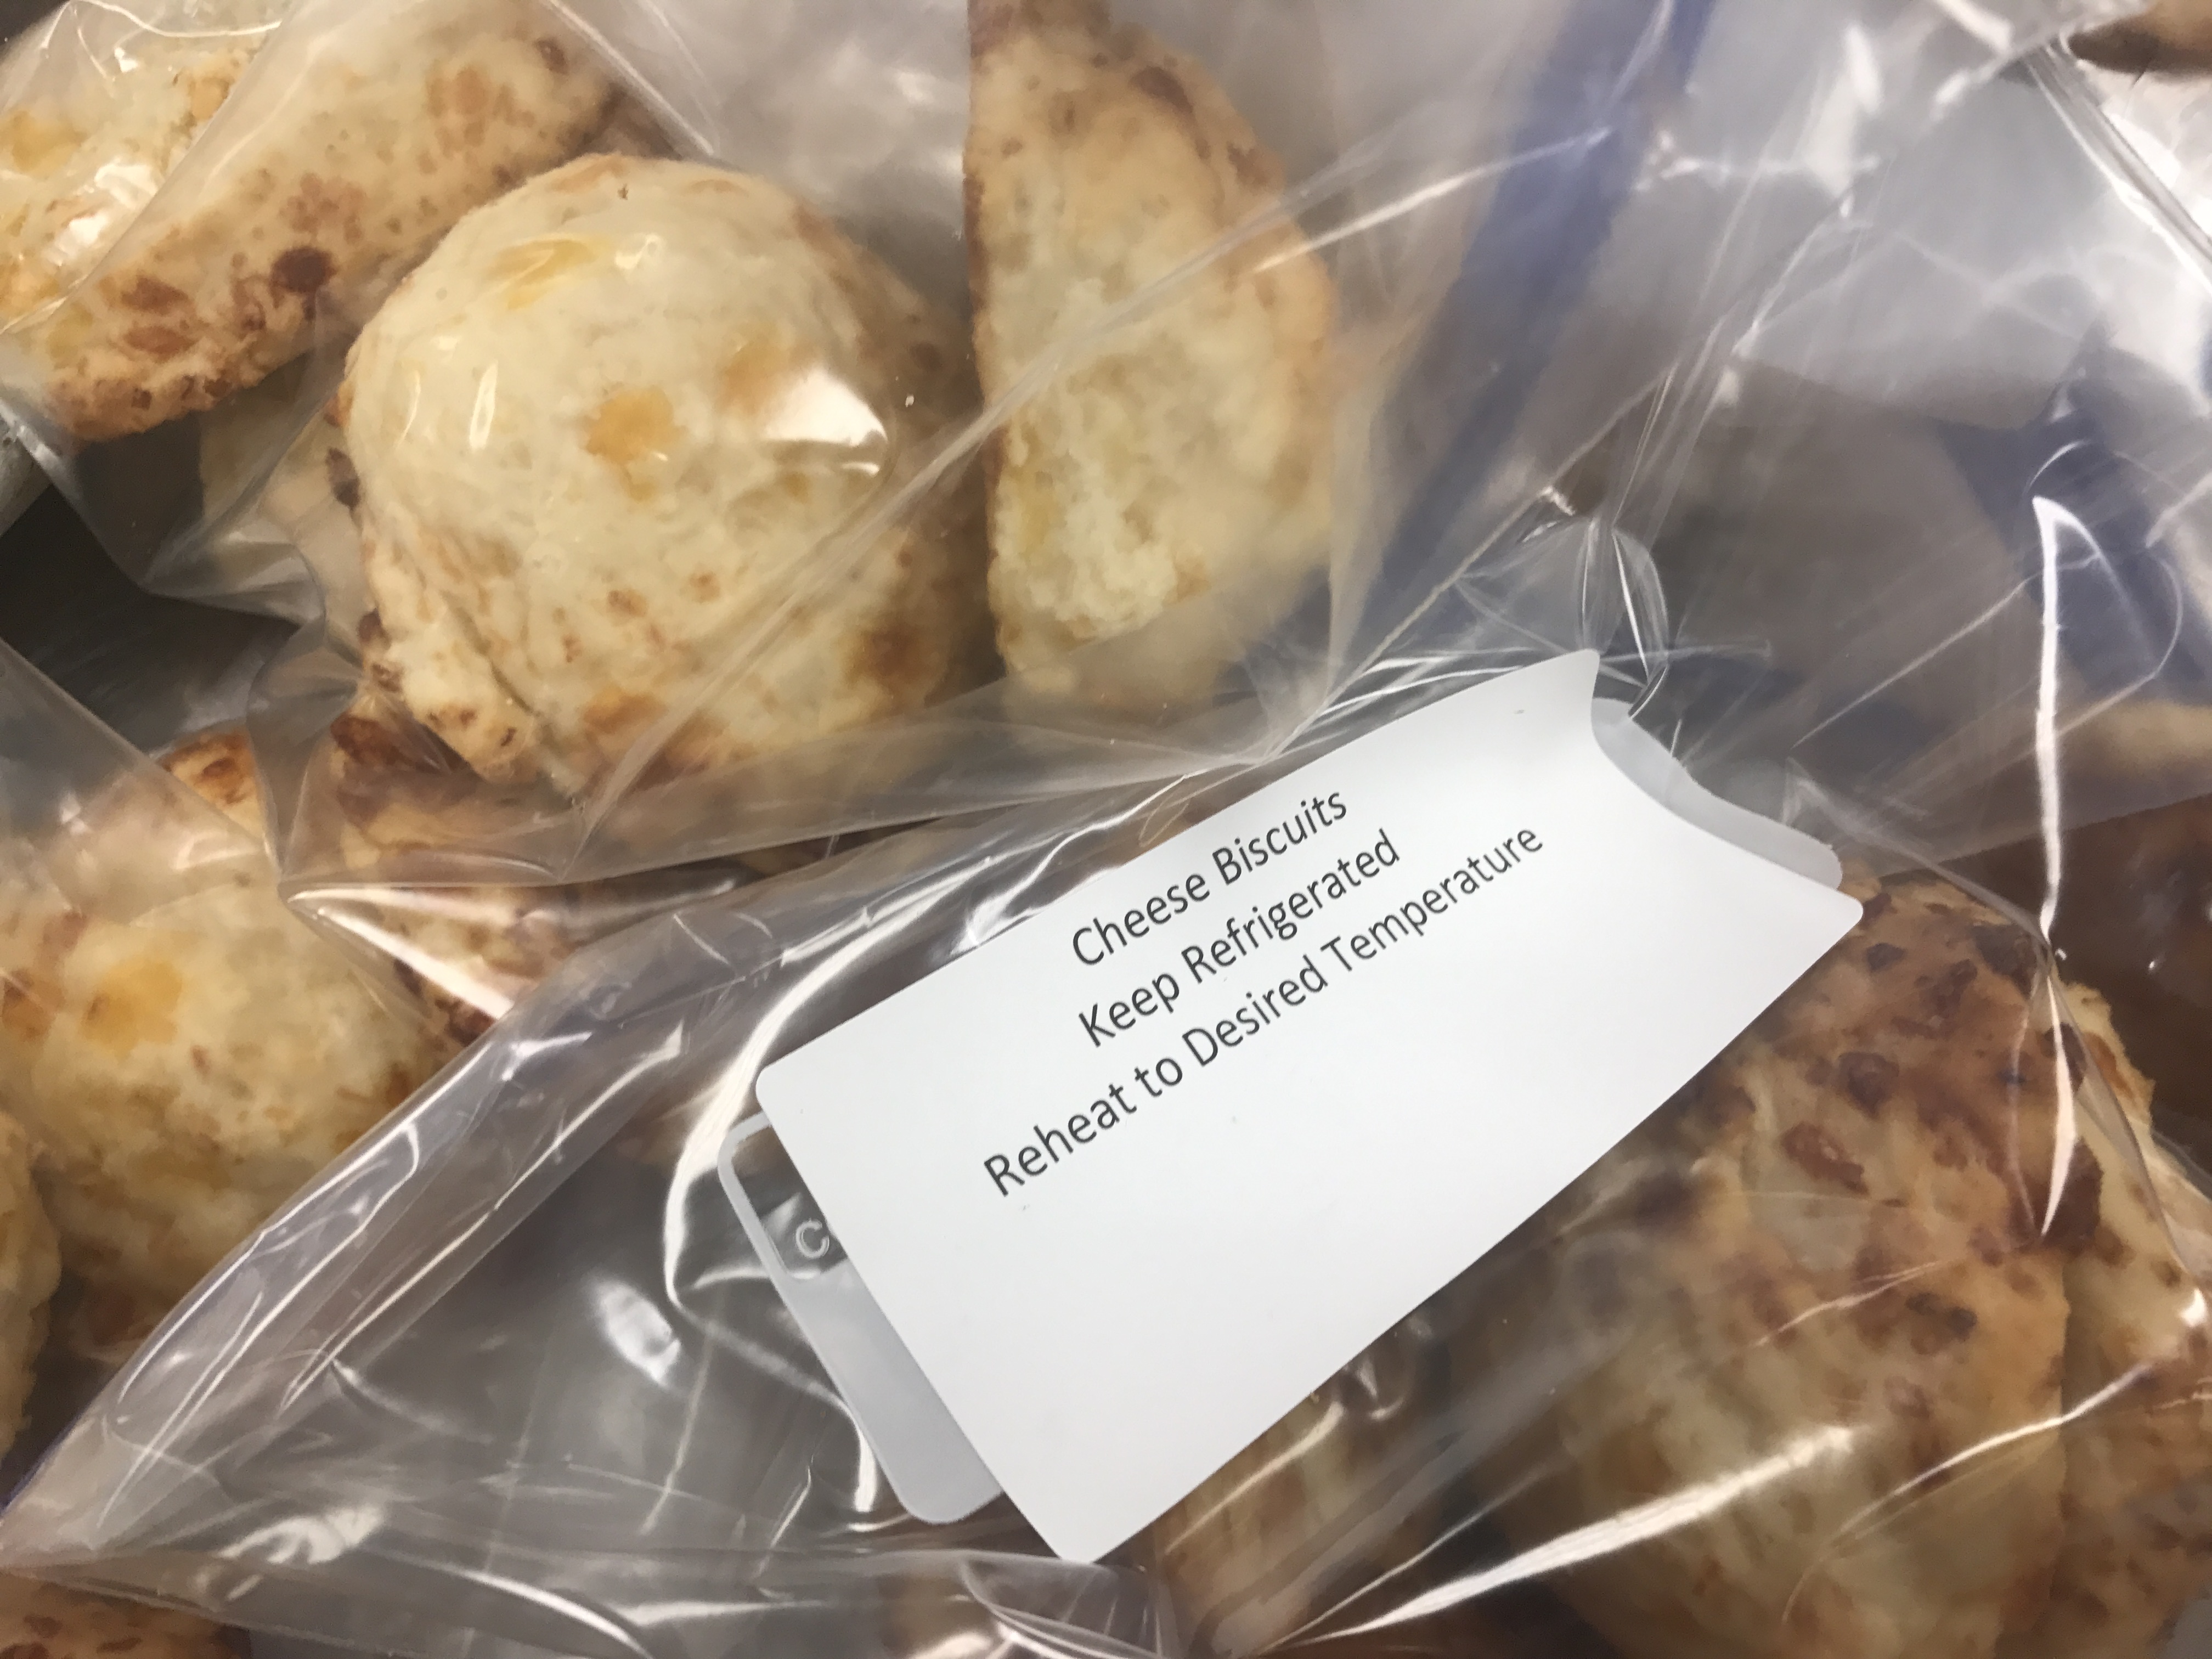 Cheese Biscuits
Keep Refrigerated
Reheat to Desired Temperature
C